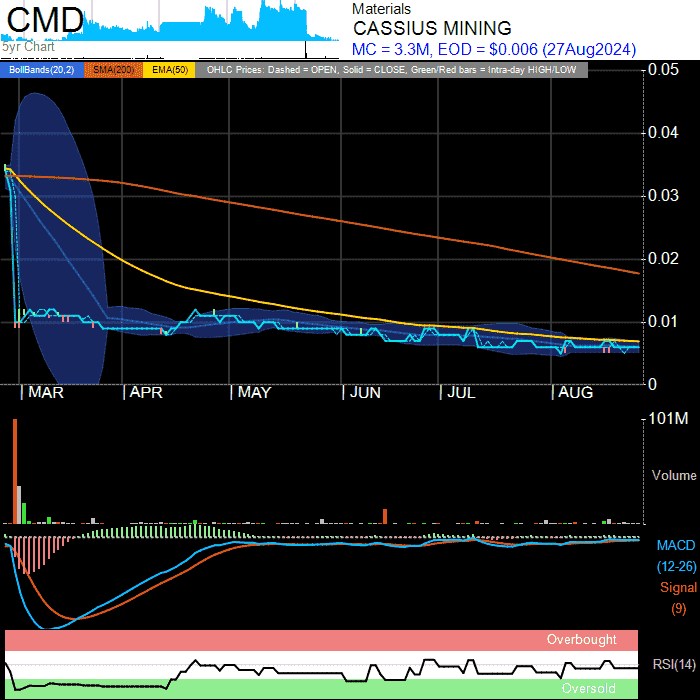 CMD
5yr Chart
Materials
CASSIUS MINING
MC = 3.3M, EOD = $0.006 (27Aug2024)
BollBands(20,2) SMA(200) EMA(50) OHLC Prices: Dashed = OPEN, Solid = CLOSE, Green/Red bars = Intra-day HIGH/LOW
0.05
0.04
0.03
0.02
0.01
0
| MAR | APR | MAY | JUN | JUL | AUG
101M
Volume
MACD
(12-26)
Signal
(9)
Overbought
RSI(14)
Oversold